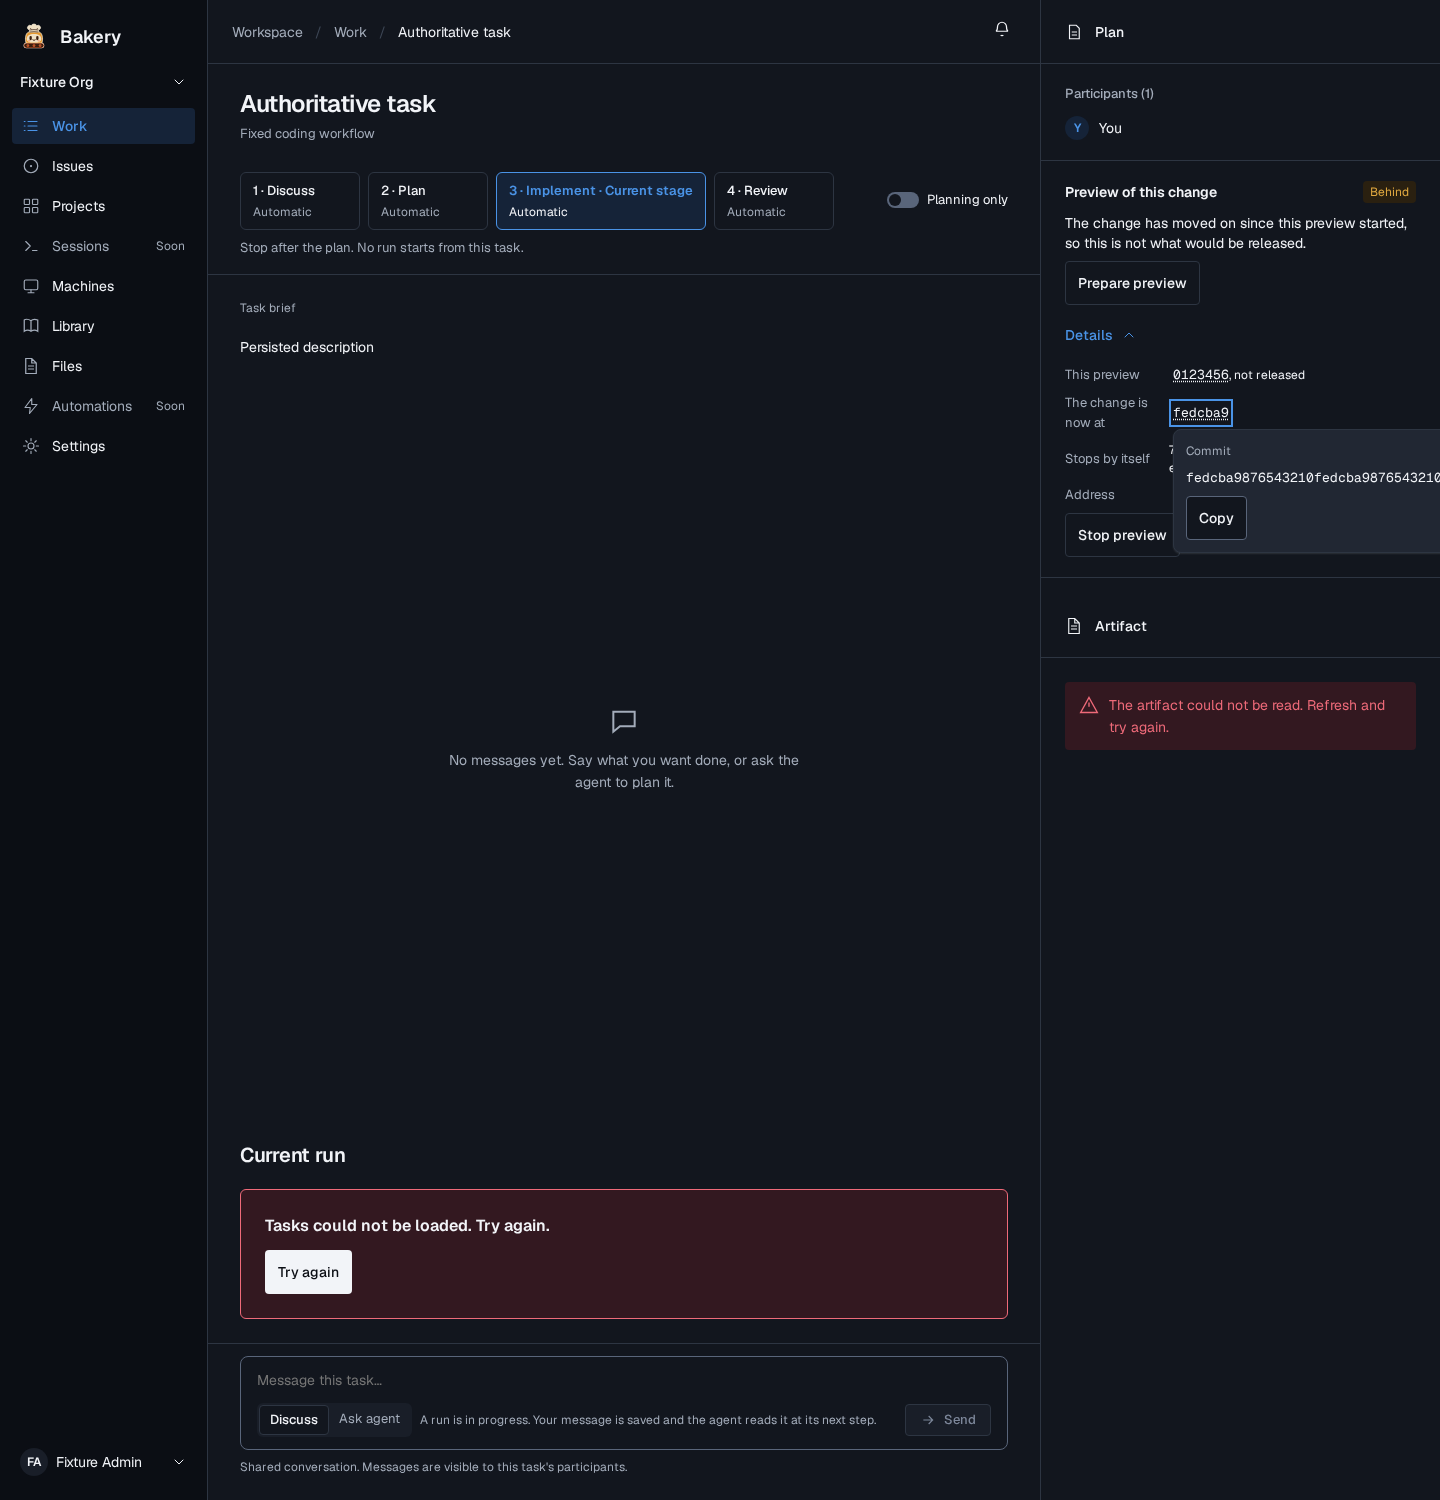 Bakery
Fixture Org
Work
Issues
Projects
Sessions Soon
Machines
Library
Files
Automations Soon
Settings
FA Fixture Admin
Workspace / Work / Authoritative task
Authoritative task
Fixed coding workflow
1 · Discuss
Automatic
2 · Plan
Automatic
3 · Implement · Current stage
Automatic
4 · Review
Automatic
Planning only
Stop after the plan. No run starts from this task.
Task brief
Persisted description
No messages yet. Say what you want done, or ask the
agent to plan it.
Current run
Tasks could not be loaded. Try again.
Try again
Message this task...
Discuss Ask agent A run is in progress. Your message is saved and the agent reads it at its next step. Send
Shared conversation. Messages are visible to this task's participants.
Plan
Participants (1)
Y You
Preview of this change Behind
The change has moved on since this preview started,
so this is not what would be released.
Prepare preview
Details
This preview 0123456, not released
The change is
now at
fedcba9
Commit
fedcba9876543210fedcba9876543210
Copy
Stops by itself
Address
Stop preview
Artifact
The artifact could not be read. Refresh and
try again.